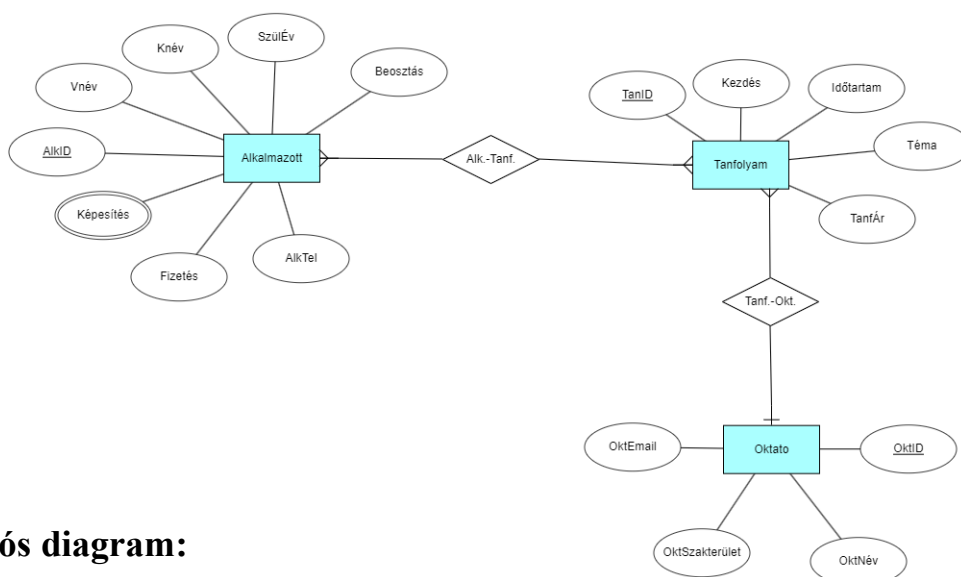 SzülÉv
Knév
Beosztás
Vnév
AlkID
Alkalmazott
Képesítés
Fizetés
AlkTel
Alk.-Tanf.
Kezdés
Időtartam
TanID
Téma
Tanfolyam
TanfÁr
Tanf.-Okt.
OktEmail
Oktato
OktID
OktSzakterület
OktNév
ós diagram: